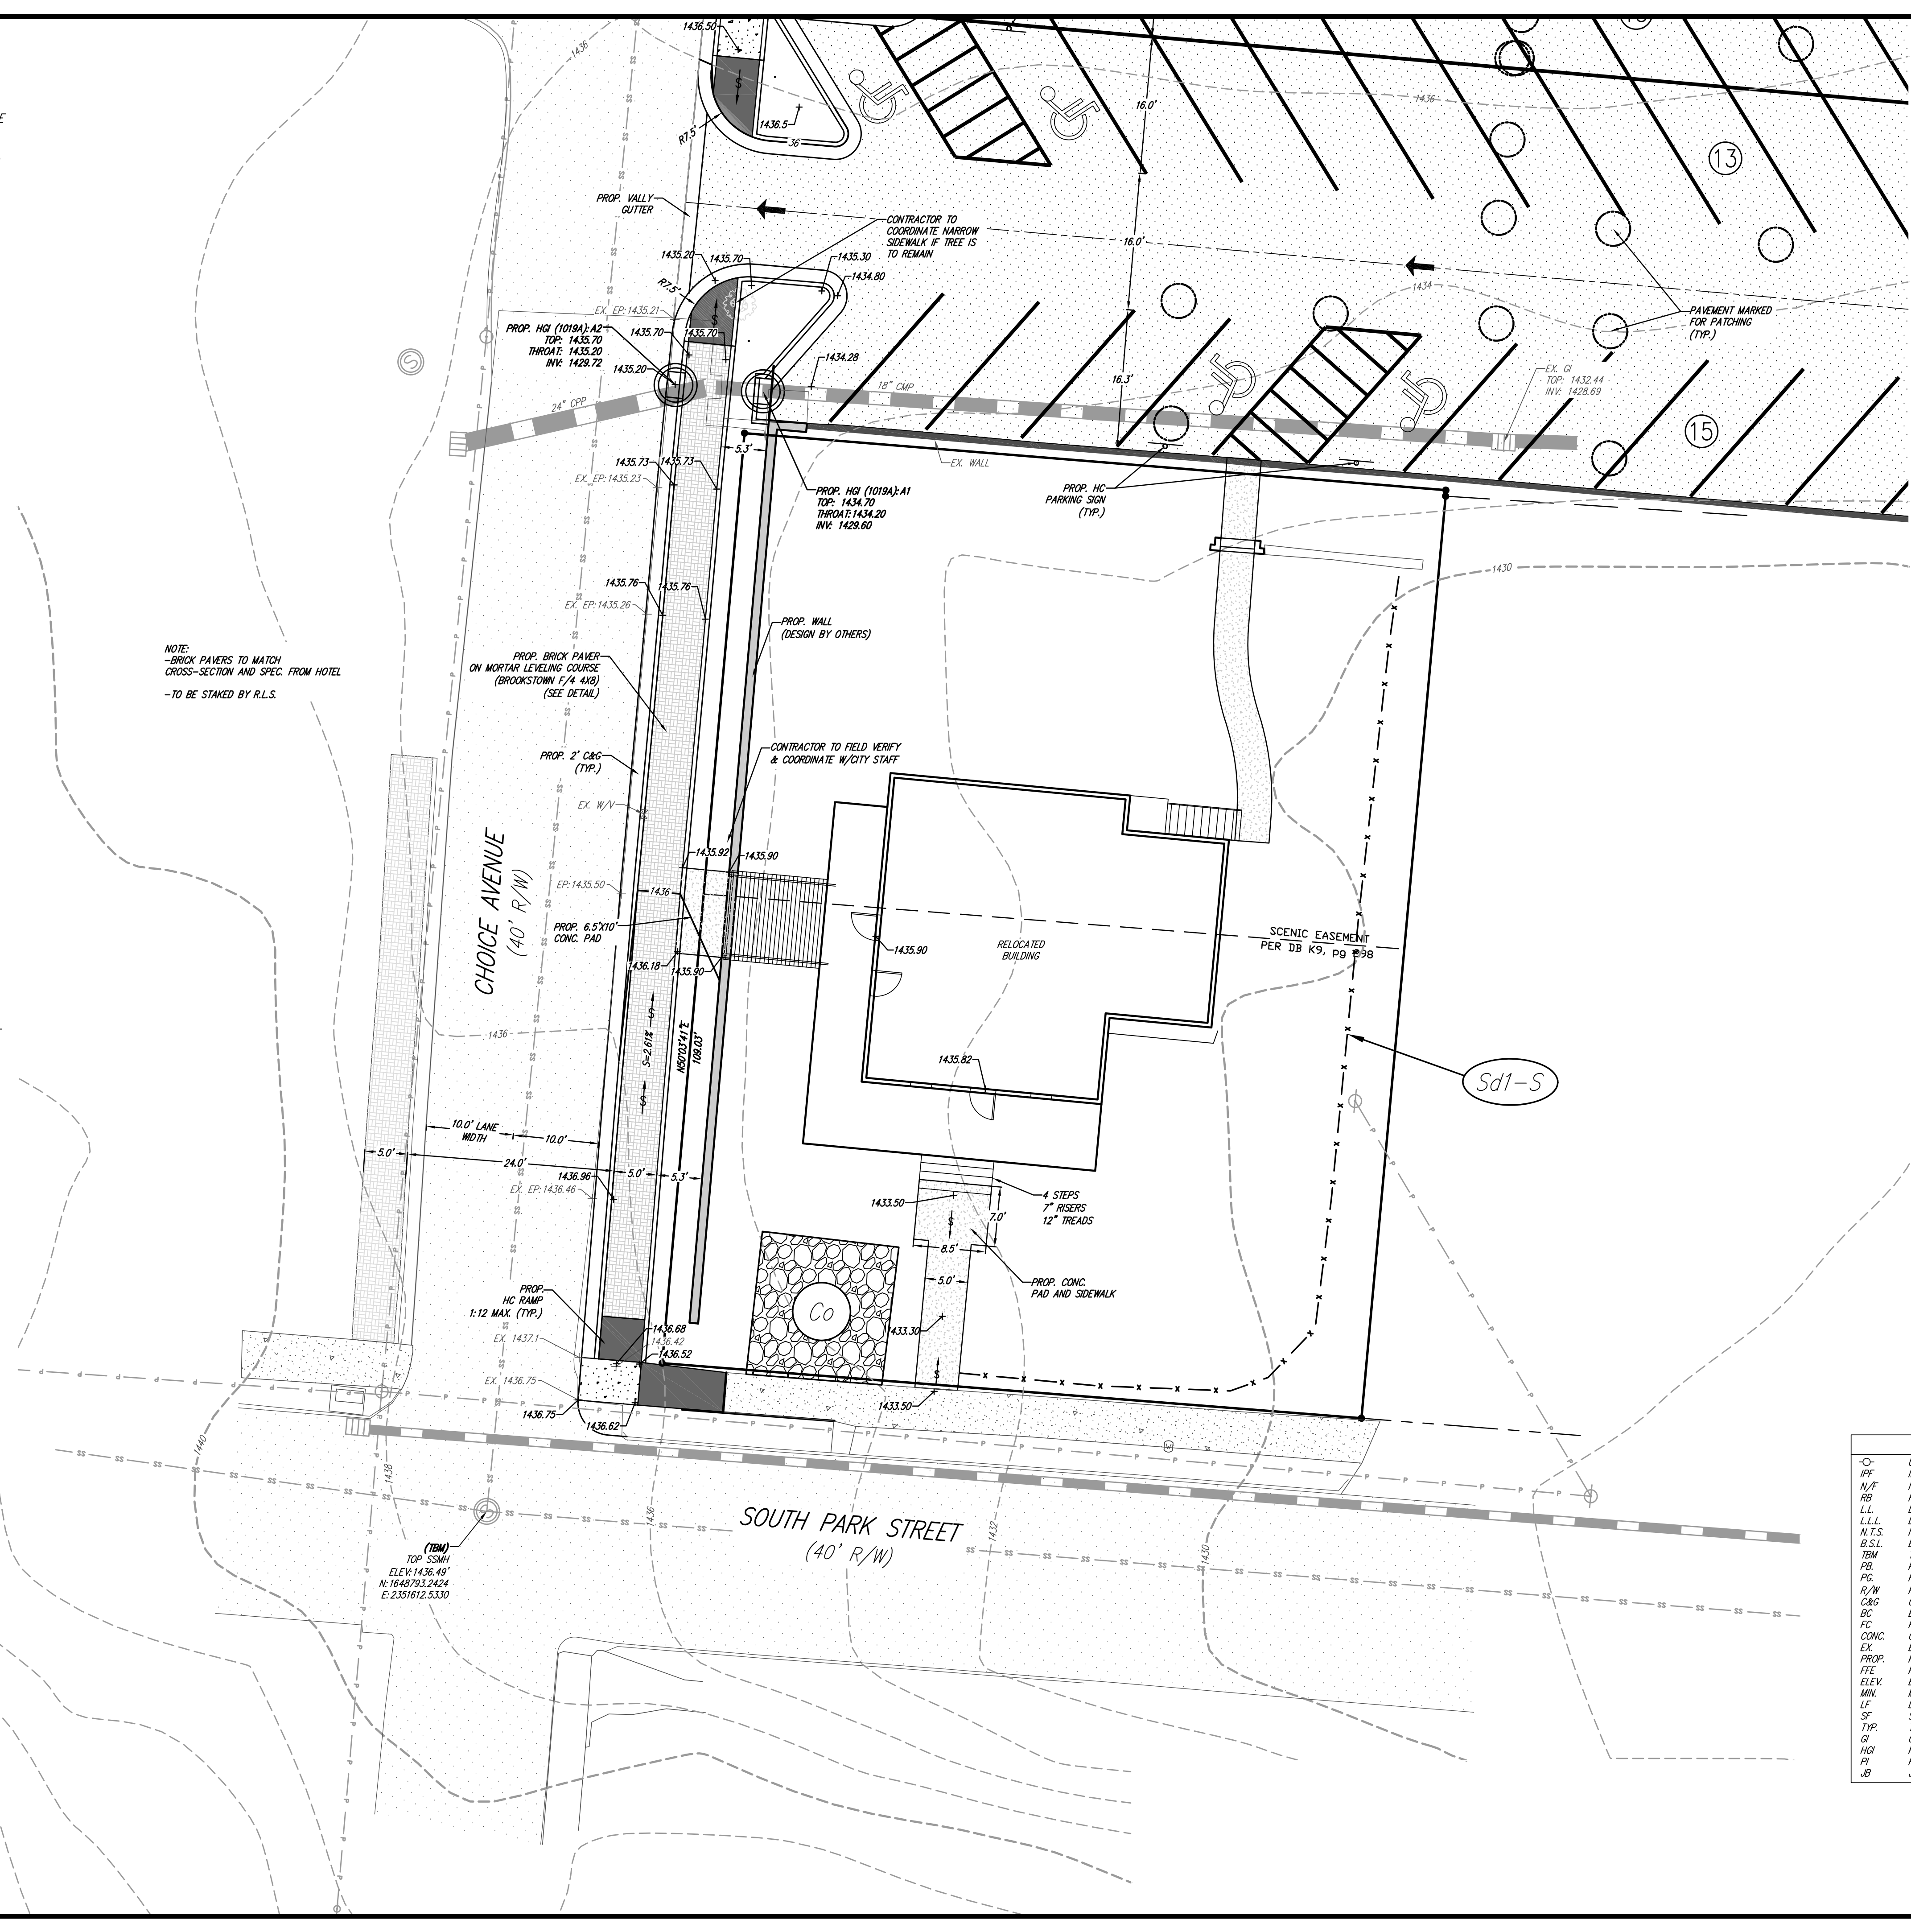 1436.50
1436
16.0'
1436
13
S
1436.5
R7.5'
36
PROP. VALLY
GUTTER
CONTRACTOR TO
COORDINATE NARROW
SIDEWALK IF TREE IS
TO REMAIN
16.0'
1435.20
1435.70
1435.30
1434.80
1434
R7.5'
S
EX. EP:1435.21
PROP. HGI (1019A):A2
TOP: 1435.70
THROAT: 1435.20
INV: 1429.72
1435.70
1435.70
1435.20
1434.28
18" CMP
16.3'
24" CPP
S
PAVEMENT MARKED
FOR PATCHING
(TYP.)
EX. GI
TOP: 1432.44
INV: 1428.69
15
5.3'
EX. WALL
1435.73
1435.73
EX. EP:1435.23
PROP. HGI (1019A):A1
TOP: 1434.70
THROAT:1434.20
INV: 1429.60
PROP. HC
PARKING SIGN
(TYP.)
1430
1435.76
1435.76
EX. EP:1435.26
PROP. WALL
(DESIGN BY OTHERS)
NOTE:
-BRICK PAVERS TO MATCH
CROSS-SECTION AND SPEC. FROM HOTEL
-TO BE STAKED BY R.L.S.
PROP. BRICK PAVER
ON MORTAR LEVELING COURSE
(BROOKSTOWN F/4 4X8)
(SEE DETAIL)
PROP. 2' C&G
(TYP.)
CONTRACTOR TO FIELD VERIFY
& COORDINATE W/CITY STAFF
EX. W/V
CHOICE AVENUE
(40' R/W)
1435.92
1435.90
EP:1435.50
1436
PROP. 6.5'X10'
CONC. PAD
1436.18
1435.90
1435.90
RELOCATED
BUILDING
SCENIC EASEMENT
PER DB K9, pg
1436
S=2.61%
S
S
N50°03'41"E
109.03'
1435.82
Sd1-S
10.0' LANE
WIDTH
10.0'
5.0'
24.0'
5.0'
5.3'
1436.96
EX. EP:1436.46
4 STEPS
7" RISERS
12" TREADS
1433.50
S
7.0'
8.5'
5.0'
PROP. CONC.
PAD AND SIDEWALK
Co
PROP.
HC RAMP
1:12 MAX. (TYP.)
EX. 1437.1
1436.68
1436.42
1436.52
1433.30
S
EX. 1436.75
1436.75
1436.62
1433.50
1440
1438
1436
1432
1430
SOUTH PARK STREET
(40' R/W)
(TBM)
TOP SSMH
ELEV:1436.49'
N:1648793.2424
E:2351612.5330
IPF
N/F
RB
L.L.
L.L.L.
N.T.S.
B.S.L.
TBM
PB.
PG.
R/W
C&G
BC
FC
CONC.
EX.
PROP.
FFE
ELEV.
MIN.
LF
SF
TYP.
GI
HGI
PI
JB